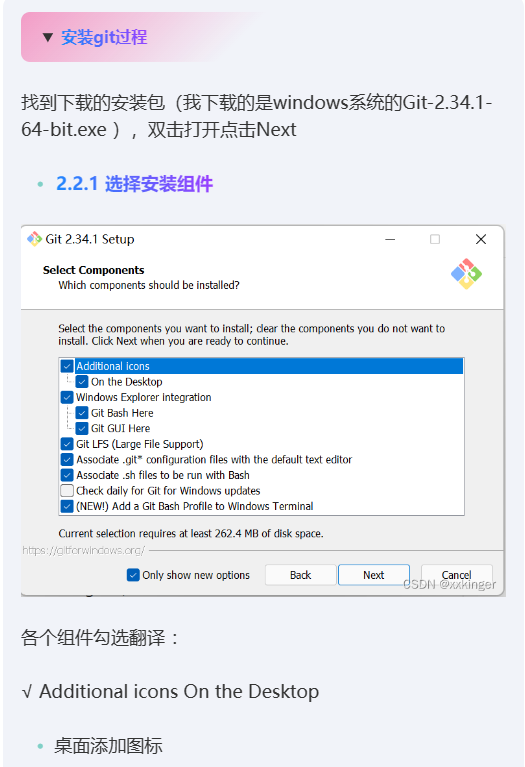 ▼ 安装git过程
找到下载的安装包（我下载的是windows系统的Git-2.34.1-
64-bit.exe ），双击打开点击Next
2.2.1 选择安装组件
Git 2.34.1 Setup
Select Components
Which components should be installed?
Select the components you want to install; clear the components you do not want to
install. Click Next when you are ready to continue.
Additional icons
On the Desktop
Windows Explorer integration
Git Bash Here
Git GUI Here
Git LFS (Large File Support)
Associate .git* configuration files with the default text editor
Associate .sh files to be run with Bash
Check daily for Git for Windows updates
(NEW!) Add a Git Bash Profile to Windows Terminal
Current selection requires at least 262.4 MB of disk space.
https://gitforwindows.org/
Only show new options Back Next Cancel
CSDN @xxkinger
各个组件勾选翻译：
√ Additional icons On the Desktop
桌面添加图标